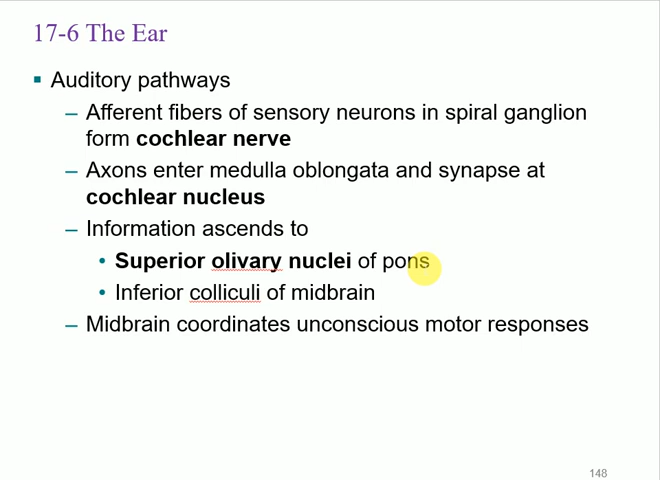 17-6 The Ear
▪ Auditory pathways
– Afferent fibers of sensory neurons in spiral ganglion
form cochlear nerve
– Axons enter medulla oblongata and synapse at
cochlear nucleus
– Information ascends to
• Superior olivary nuclei of pons
• Inferior colliculi of midbrain
– Midbrain coordinates unconscious motor responses
148